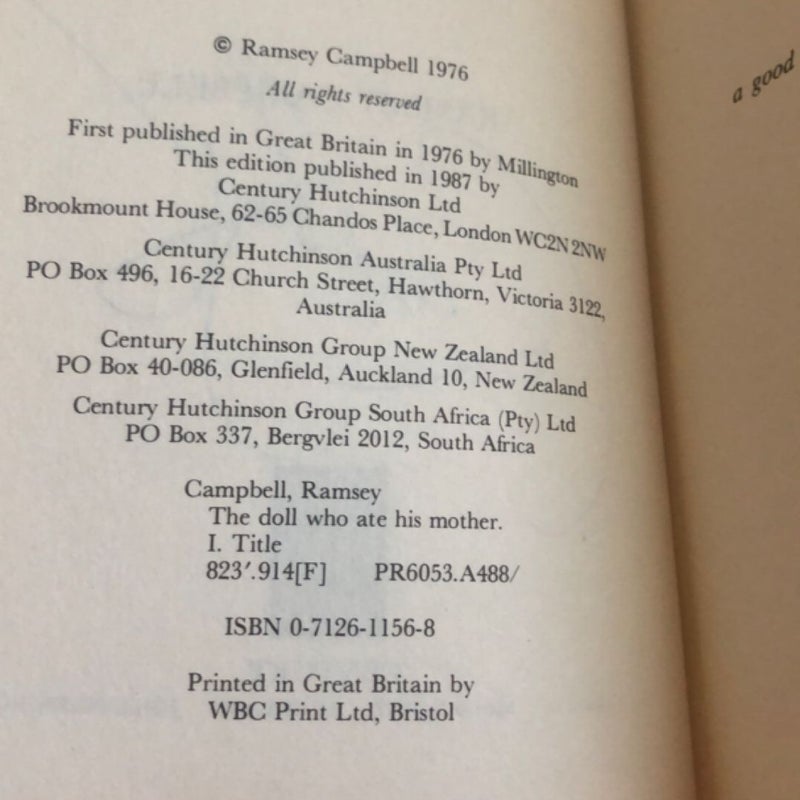 © Ramsey Campbell 1976
All rights reserved
First published in Great Britain in 1976 by Millington
This edition published in 1987 by
Century Hutchinson Ltd
Brookmount House, 62-65 Chandos Place, London WC2N 2NW
Century Hutchinson Australia Pty Ltd
PO Box 496, 16-22 Church Street, Hawthorn, Victoria 3122,
Australia
Century Hutchinson Group New Zealand Ltd
PO Box 40-086, Glenfield, Auckland 10, New Zealand
Century Hutchinson Group South Africa (Pty) Ltd
PO Box 337, Bergvlei 2012, South Africa
Campbell, Ramsey
The doll who ate his mother.
I. Title
823′.914[F] PR6053.A488/
ISBN 0-7126-1156-8
Printed in Great Britain by
WBC Print Ltd, Bristol
a good